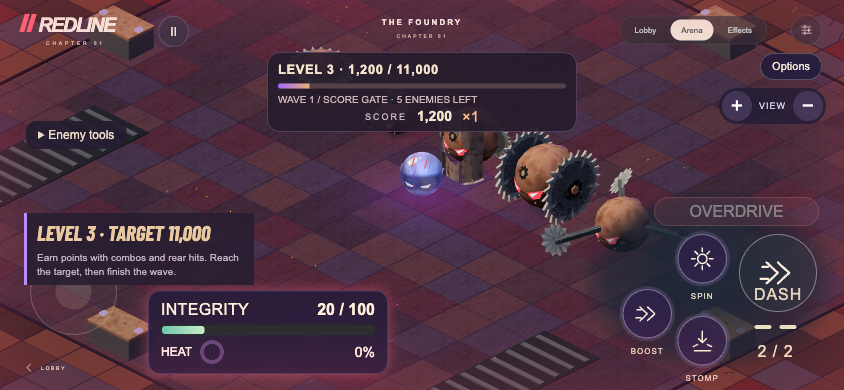 REDLINE
CHAPTER 01
THE FOUNDRY
CHAPTER 01
Lobby
Arena
Effects
Options
LEVEL 3 · 1,200 / 11,000
WAVE 1 / SCORE GATE · 5 ENEMIES LEFT
SCORE 1,200 ×1
+ VIEW −
Enemy tools
LEVEL 3 · TARGET 11,000
Earn points with combos and rear hits. Reach
the target, then finish the wave.
OVERDRIVE
SPIN
DASH
BOOST
STOMP
2 / 2
INTEGRITY 20 / 100
HEAT 0%
LOBBY